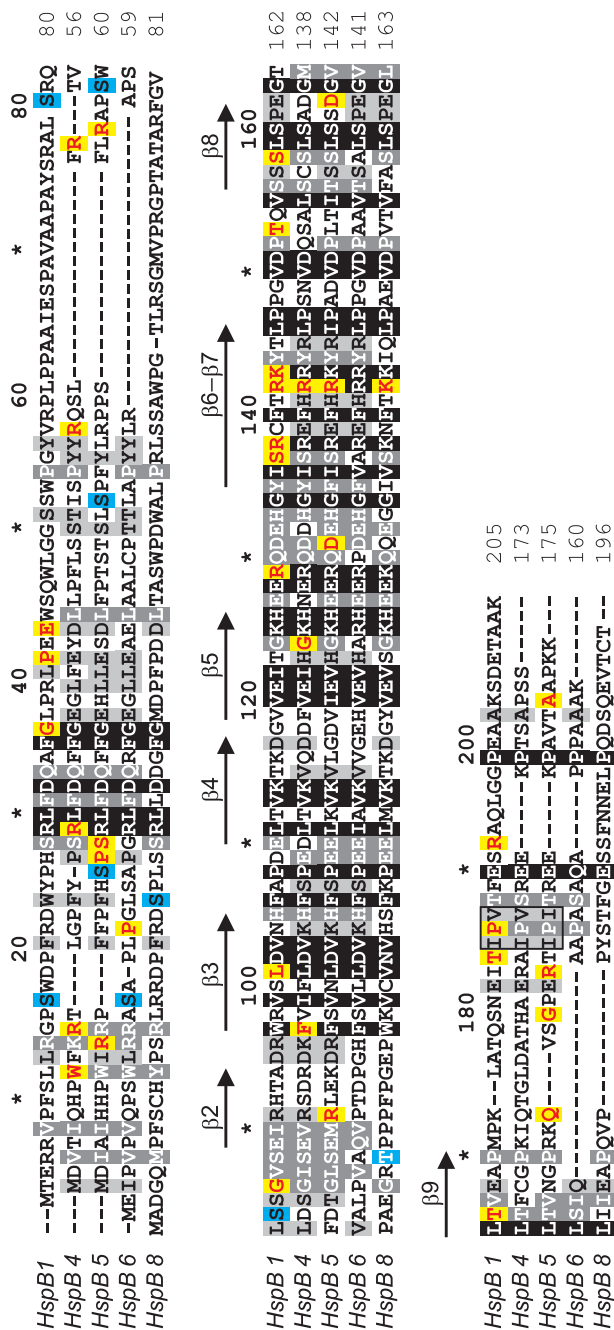 * 20 * 40 * 60 * 80
HspB1 --MTERRVPFSLLRGPSWDPFRDWYPHSRLFDQAFGLPRLPEEWSQWLGGSSWPGYVRPLPPAAIESPAVAAPAYSRALSRQ 80
HspB4 ---MDVTIQHPWFKRT----LGPFY-PSRLFDQFFGEGLFEYDLLPFLSSTISPYYRQSL---------------FR---TV 56
HspB5 ---MDIAIHHPWIRRP----FFPFHSPSRLFDQFFGEHLLESDLFPTSTSLSPFYLRPPS---------------FLRAPSW 60
HspB6 -MEIPVPVQPSWLRRASA-PLPGLSAPGRLFDQRFGEGLLEAELAALCPTTLAPYYLR---------------------APS 59
HspB8 MADGQMPFSCHYPSRLRRDPFRDSPLSSRLLDDGFGMDPFPDDLTASWPDWALPRLSSAWPG-TLRSGMVPRGPTATARFGV 81
β2 β3 β4 β5 β6–β7 β8
* 100 * 120 * 140 * 160
HspB1 LSSGVSEIRHTADRWRVSLDVNHFAPDELTVKTKDGVVEITGKHEERQDEHGYISRCFTRKYTLPPGVDPTQVSSSLSPEGT 162
HspB4 LDSGISEVRSDRDKFVIFLDVKHFSPEDLTVKVQDDFVEIHGKHNERQDDHGYISREFHRRYRLPSNVDQSALSCSLSADGM 138
HspB5 FDTGLSEMRLEKDRFSVNLDVKHFSPEELKVKVLGDVIEVHGKHEERQDEHGFISREFHRKYRIPADVDPLTITSSLSSDGV 142
HspB6 VALPVAQVPTDPGHFSVLLDVKHFSPEEIAVKVVGEHVEVHARHEERPDEHGFVAREFHRRYRLPPGVDPAAVTSALSPEGV 141
HspB8 PAEGRTPPPFPGEPWKVCVNVHSFKPEELMVKTKDGYVEVSGKHEEKQQEGGIVSKNFTKKIQLPAEVDPVTVFASLSPEGL 163
β9
* 180 * 200
HspB1 LTVEAPMPK--LATQSNEITIPVTFESRAQLGGPEAAKSDETAAK 205
HspB4 LTFCGPKIQTGLDATHAERAIPVSREE-----KPTSAPSS----- 173
HspB5 LTVNGPRKQ----VSGPERTIPITREE-----KPAVTAAPKK--- 175
HspB6 LSIQ----------------AAPASAQA----PPPAAAK------ 160
HspB8 LIIEAPQVP-----------PYSTFGESSFNNELPQDSQEVTCT- 196